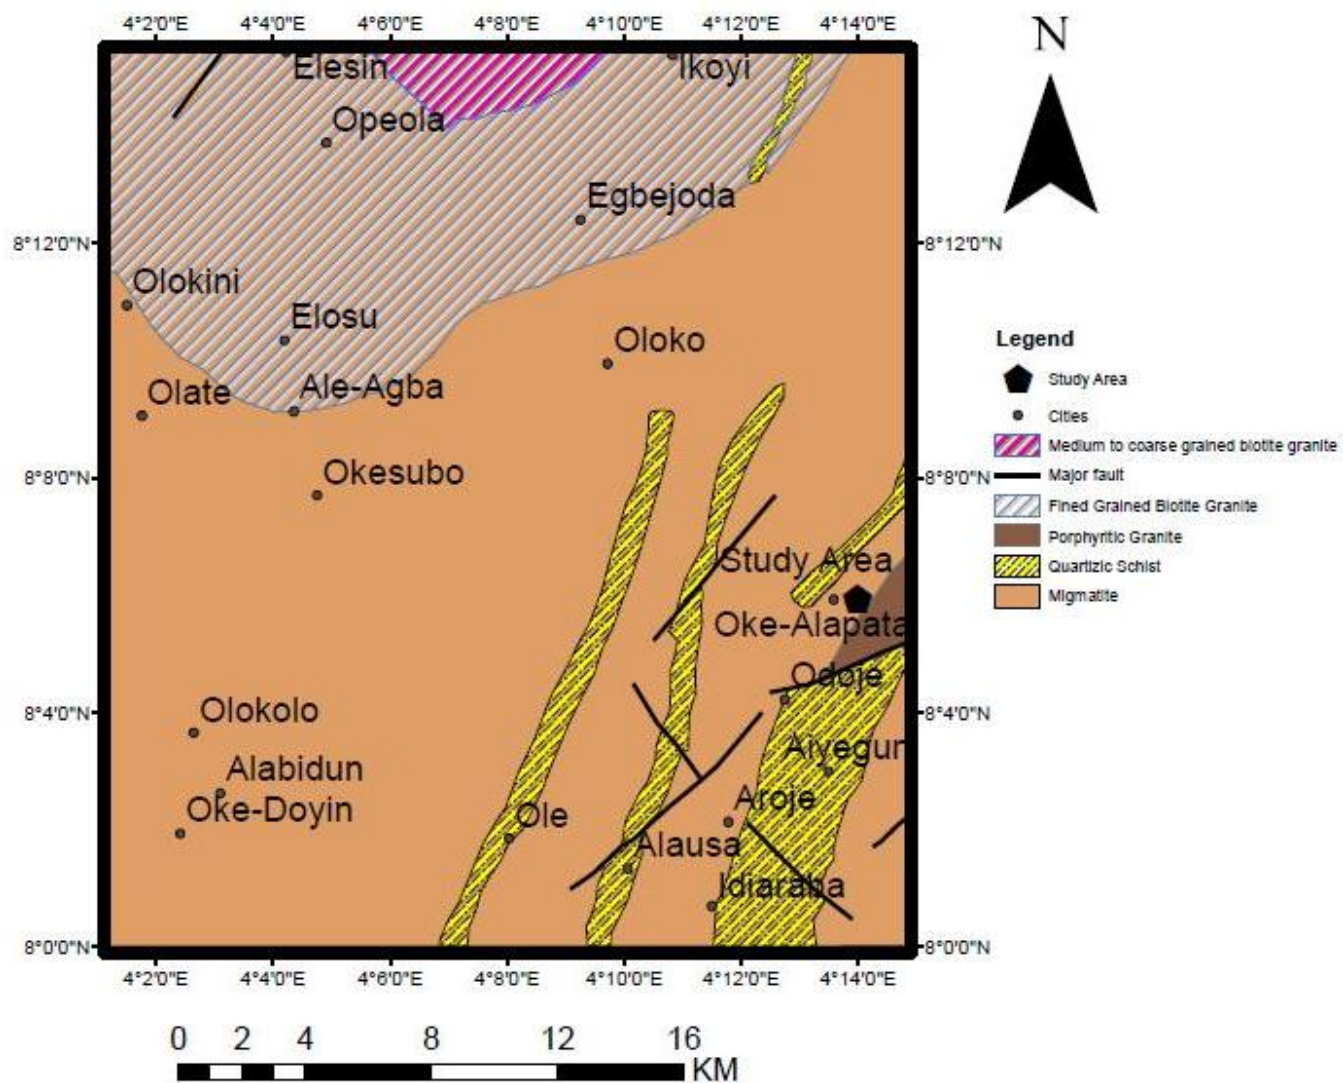 4°2'0"E 4°4'0"E 4°6'0"E 4°8'0"E 4°10'0"E 4°12'0"E 4°14'0"E
N
Elesin
Ikoyi
Opeola
Egbejoda
8°12'0"N 8°12'0"N
Olokini
Elosu
Oloko
Olate
Ale-Agba
Okesubo
8°8'0"N 8°8'0"N
Study Area
Oke-Alapata
Odoje
Olokolo
8°4'0"N 8°4'0"N
Aiyegun
Alabidun
Oke-Doyin
Aroje
Ole
Alausa
Idiaraba
8°0'0"N 8°0'0"N
4°2'0"E 4°4'0"E 4°6'0"E 4°8'0"E 4°10'0"E 4°12'0"E 4°14'0"E
Legend
Study Area
Cities
Medium to coarse grained biotite granite
Major fault
Fined Grained Biotite Granite
Porphyritic Granite
Quartizic Schist
Migmatite
0 2 4 8 12 16
KM